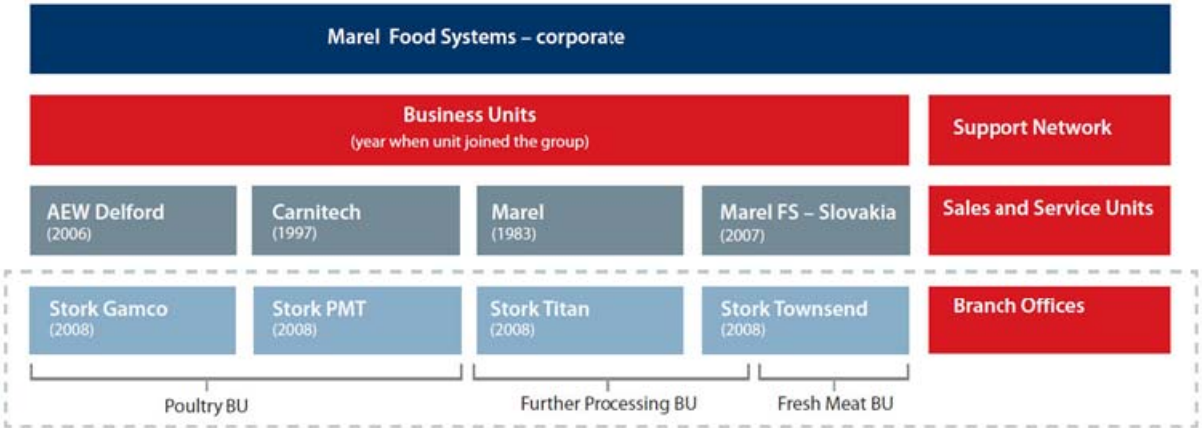 Marel Food Systems – corporate
Business Units
(year when unit joined the group)
Support Network
AEW Delford
(2006)
Carnitech
(1997)
Marel
(1983)
Marel FS – Slovakia
(2007)
Sales and Service Units
Stork Gamco
(2008)
Stork PMT
(2008)
Stork Titan
(2008)
Stork Townsend
(2008)
Branch Offices
Poultry BU
Further Processing BU
Fresh Meat BU